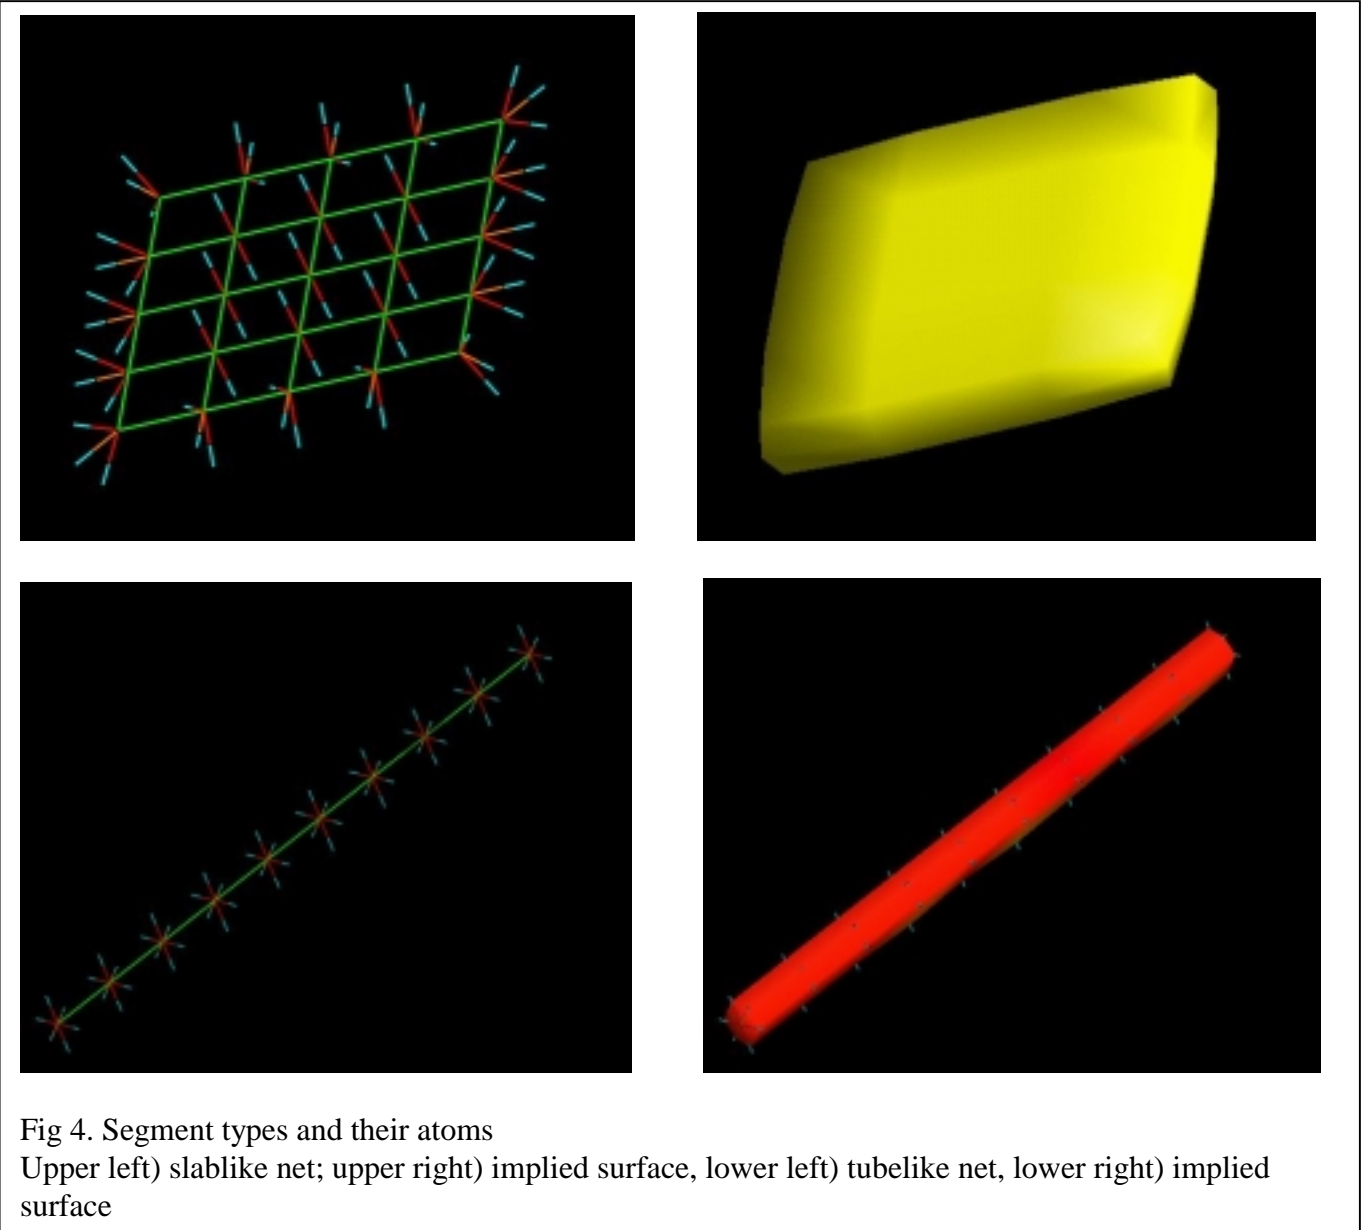 Fig 4. Segment types and their atoms
Upper left) slablike net; upper right) implied surface, lower left) tubelike net, lower right) implied
surface